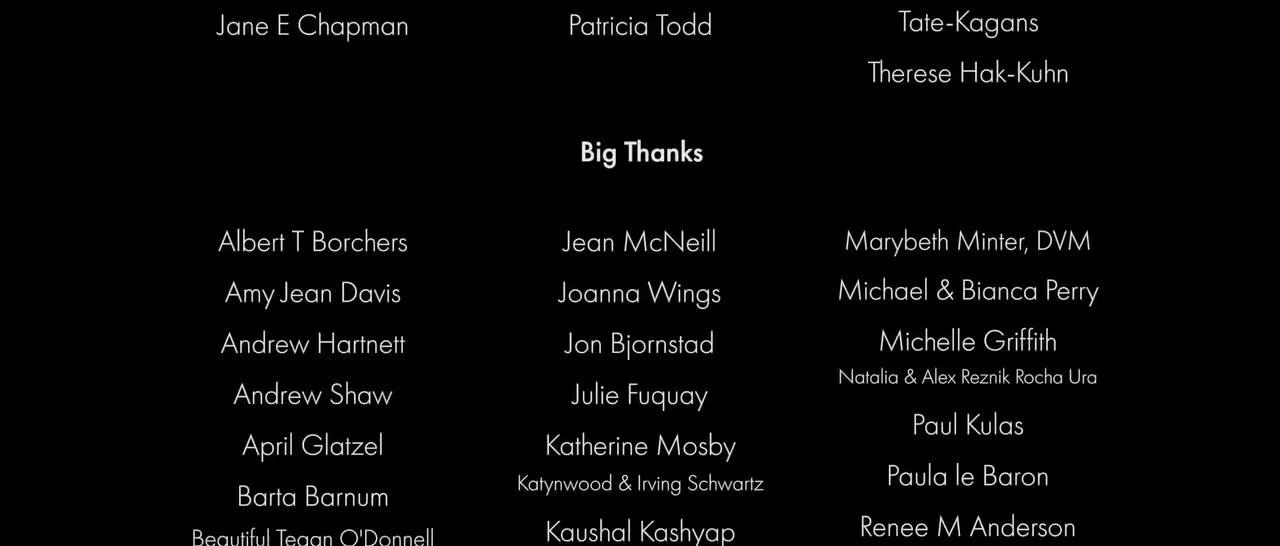 Jane E Chapman
Patricia Todd
Tate-Kagans
Therese Hak-Kuhn
Big Thanks
Albert T Borchers
Amy Jean Davis
Andrew Hartnett
Andrew Shaw
April Glatzel
Barta Barnum
Beautiful Tegan O'Donnell
Jean McNeill
Joanna Wings
Jon Bjornstad
Julie Fuquay
Katherine Mosby
Katynwood & Irving Schwartz
Kaushal Kashyap
Marybeth Minter, DVM
Michael & Bianca Perry
Michelle Griffith
Natalia & Alex Reznik Rocha Ura
Paul Kulas
Paula le Baron
Renee M Anderson